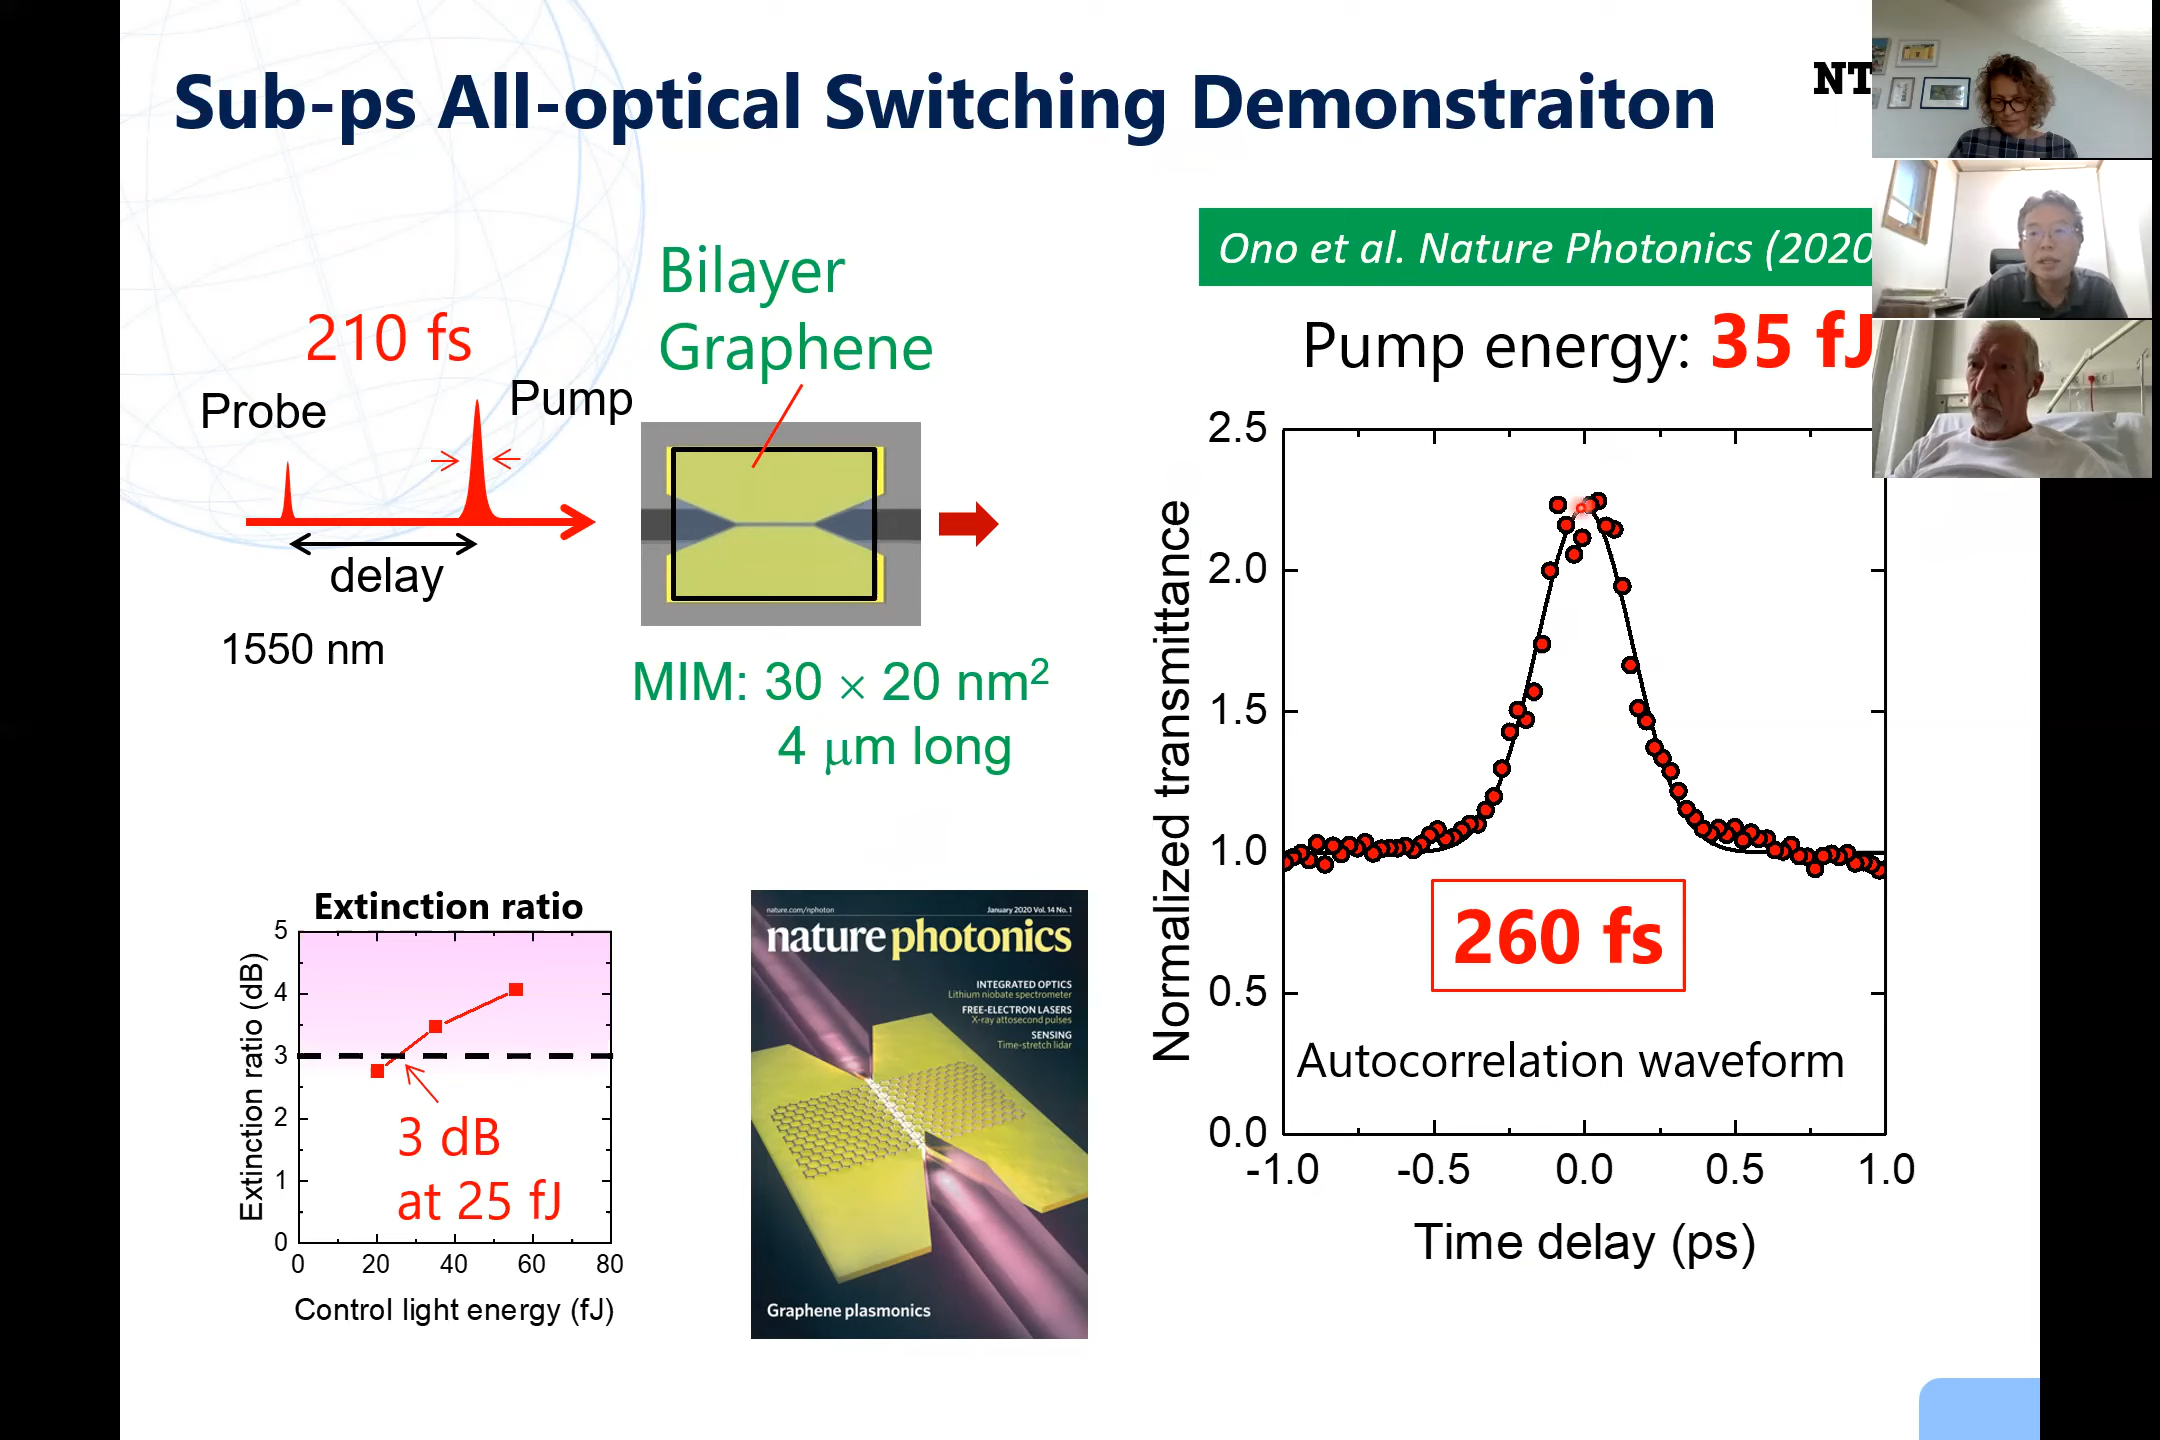 Sub-ps All-optical Switching Demonstraiton
NT
Ono et al. Nature Photonics (2020
Bilayer
Graphene
210 fs
Probe
Pump
delay
1550 nm
MIM: 30 × 20 nm²
4 μm long
Pump energy: 35 fJ
Normalized transmittance
2.5
2.0
1.5
1.0
0.5
0.0
260 fs
Autocorrelation waveform
-1.0 -0.5 0.0 0.5 1.0
Time delay (ps)
Extinction ratio
Extinction ratio (dB)
5
4
3
2
1
0
3 dB
at 25 fJ
0 20 40 60 80
Control light energy (fJ)
nature.com/nphoton January 2020 Vol. 14 No. 1
nature photonics
INTEGRATED OPTICS
Lithium niobate spectrometer
FREE-ELECTRON LASERS
X-ray attosecond pulses
SENSING
Time-stretch lidar
Graphene plasmonics